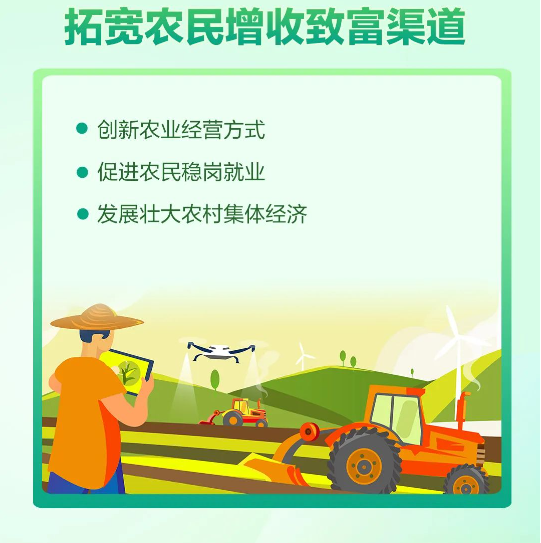 拓宽农民增收致富渠道
创新农业经营方式
促进农民稳岗就业
发展壮大农村集体经济